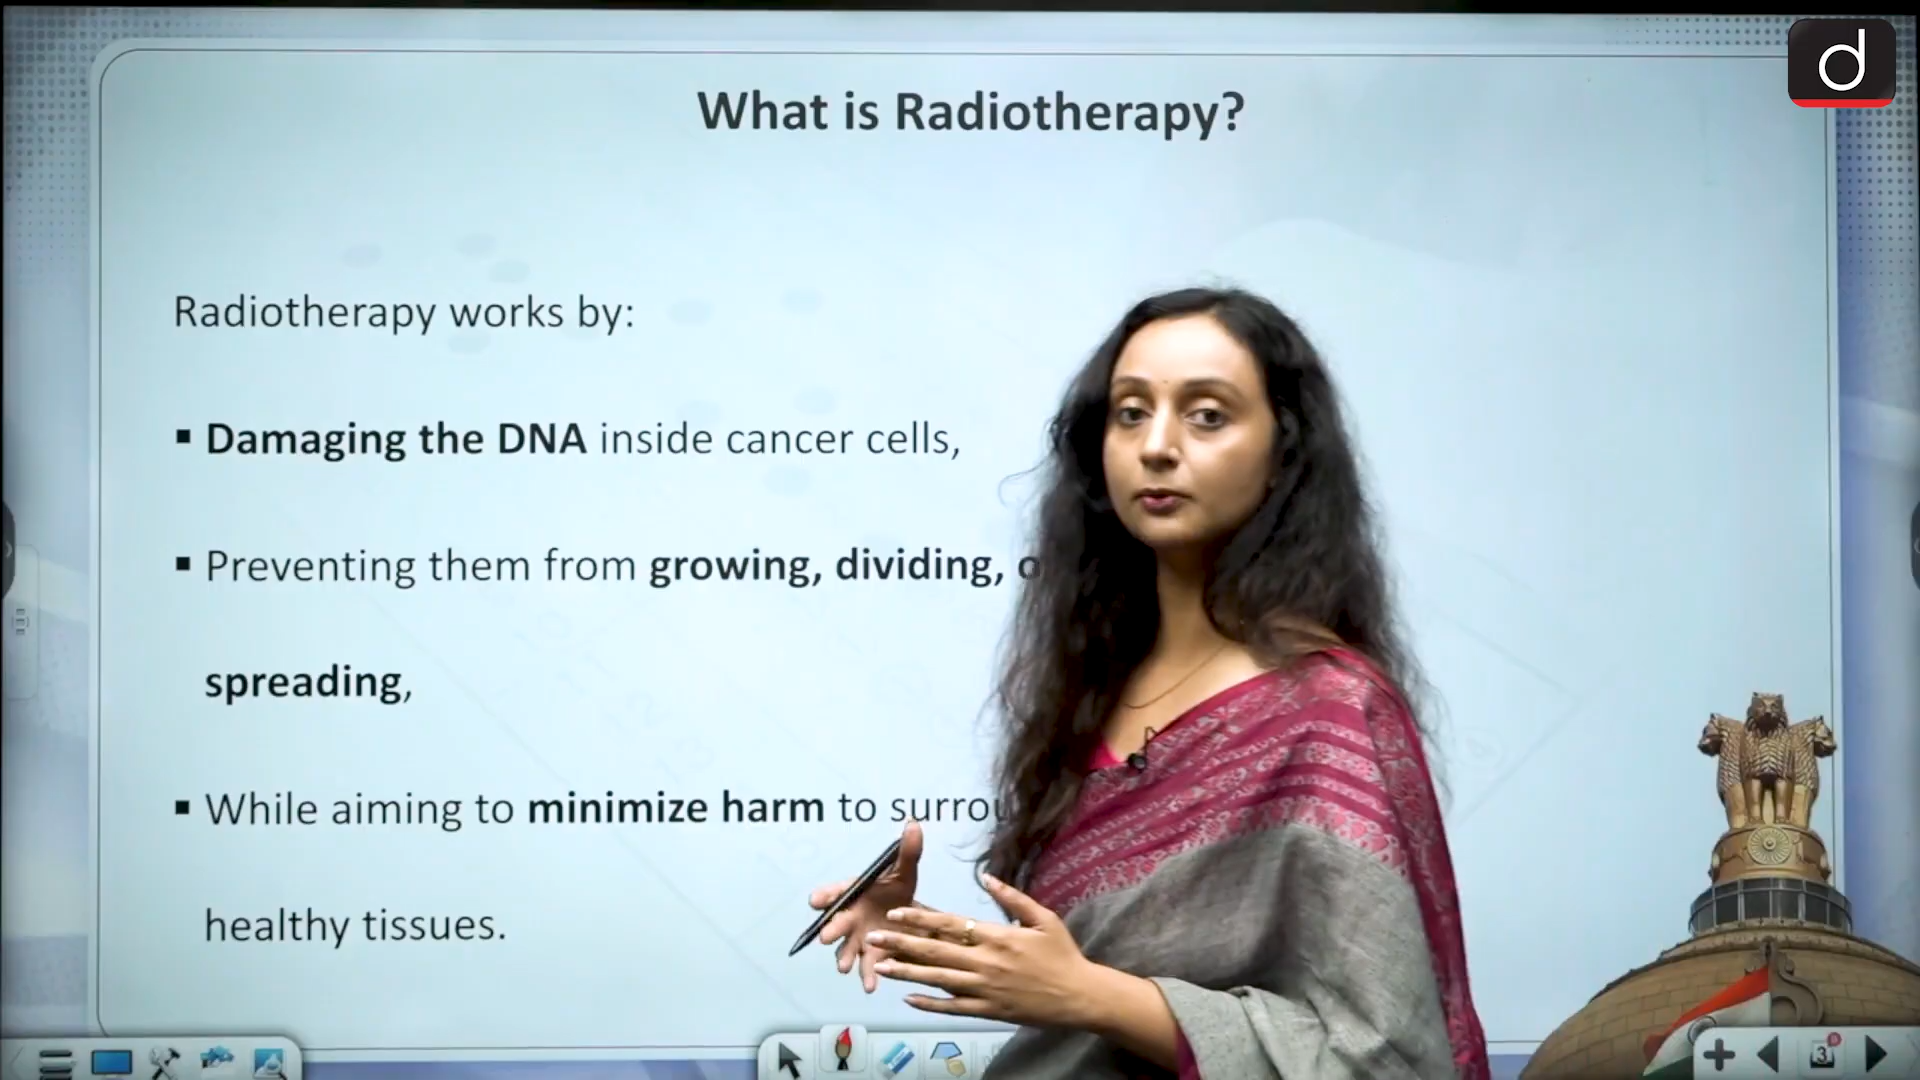 d
What is Radiotherapy?
Radiotherapy works by:
▪ Damaging the DNA inside cancer cells,
▪ Preventing them from growing, dividing,
spreading,
▪ While aiming to minimize harm to
healthy tissues.
3